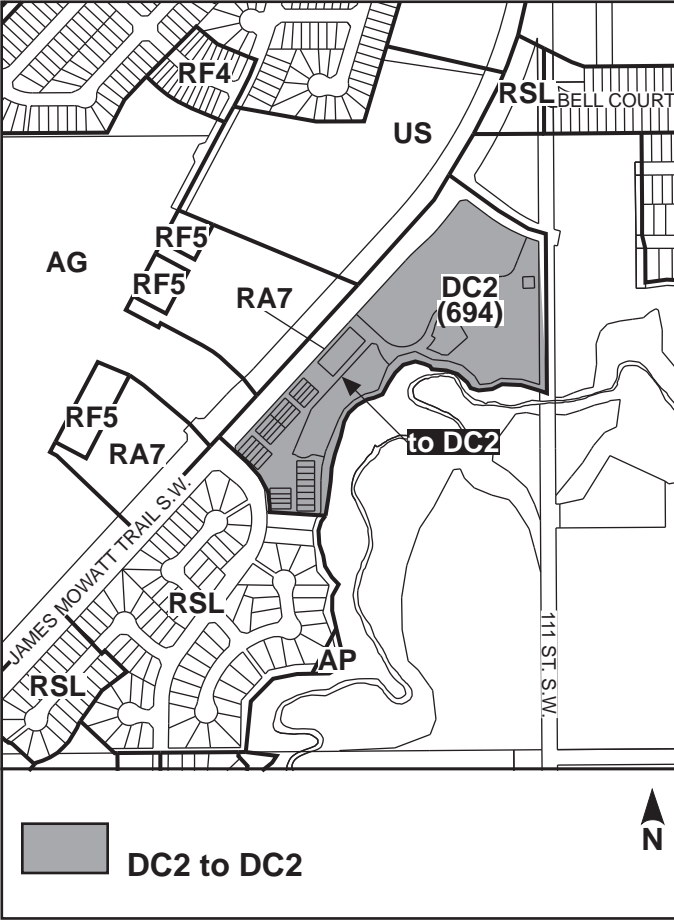 RF4
RSL
BELL COURT
US
RF5
AG
RF5
RA7
DC2
(694)
RF5
to DC2
RA7
JAMES MOWATT TRAIL S.W.
RSL
111 ST. S.W.
AP
RSL
N
DC2 to DC2